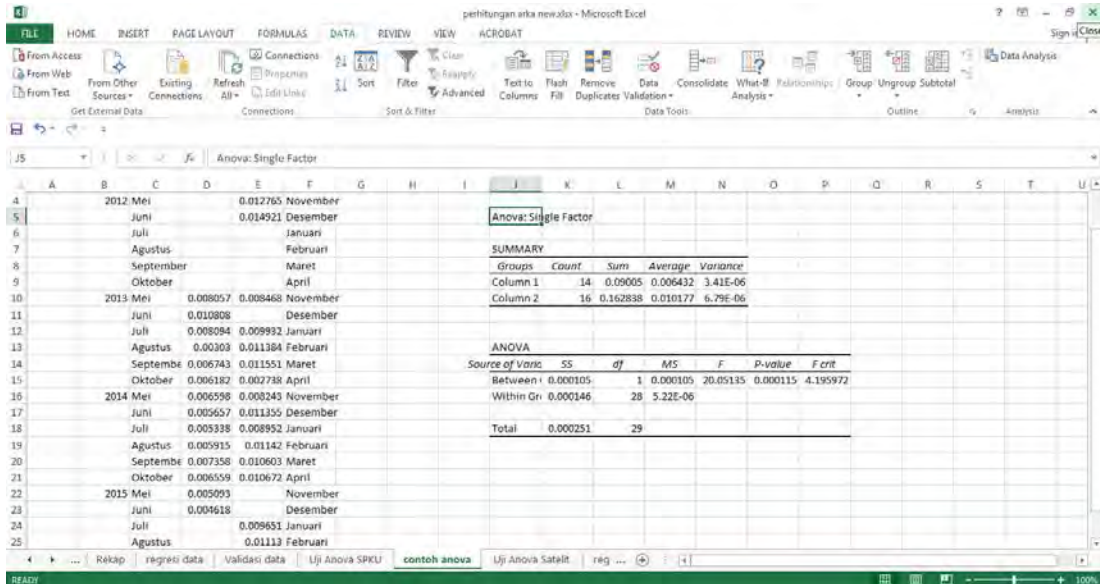 perhitungan arka new.xlsx - Microsoft Excel
Sign in
Close
FILE HOME INSERT PAGE LAYOUT FORMULAS DATA REVIEW VIEW ACROBAT
From Access
From Web
From Text
From Other Sources
Existing Connections
Get External Data
Refresh All
Connections
Properties
Edit Links
Connections
Sort
Filter
Clear
Reapply
Advanced
Sort & Filter
Text to Columns
Flash Fill
Remove Duplicates
Data Validation
Consolidate
What-If Analysis
Relationships
Data Tools
Group
Ungroup
Subtotal
Outline
Data Analysis
Analysis
J5 fx Anova: Single Factor
A B C D E F G H I J K L M N O P Q R S T U
4 2012 Mei 0.012765 November
5 Juni 0.014921 Desember Anova: Single Factor
6 Juli Januari
7 Agustus Februari SUMMARY
8 September Maret Groups Count Sum Average Variance
9 Oktober April Column 1 14 0.09005 0.006432 3.41E-06
10 2013 Mei 0.008057 0.008468 November Column 2 16 0.162838 0.010177 6.79E-06
11 Juni 0.010808 Desember
12 Juli 0.008094 0.009932 Januari
13 Agustus 0.00303 0.011384 Februari ANOVA
14 Septembe 0.006743 0.011551 Maret Source of Varic SS df MS F P-value F crit
15 Oktober 0.006182 0.002738 April Between 0.000105 1 0.000105 20.05135 0.000115 4.195972
16 2014 Mei 0.006598 0.008243 November Within Gr 0.000146 28 5.22E-06
17 Juni 0.005657 0.011355 Desember
18 Juli 0.005338 0.008952 Januari Total 0.000251 29
19 Agustus 0.005915 0.01142 Februari
20 Septembe 0.007358 0.010603 Maret
21 Oktober 0.006559 0.010672 April
22 2015 Mei 0.005093 November
23 Juni 0.004618 Desember
24 Juli 0.009651 Januari
25 Agustus 0.01113 Februari
... Rekap regresi data Validasi data Uji Anova SPKU contoh anova Uji Anova Satelit reg ...
READY 100%